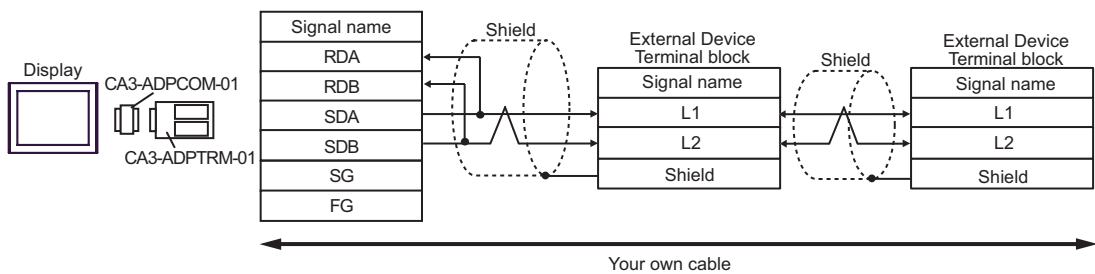 Display
CA3-ADPCOM-01
CA3-ADPTRM-01
Signal name
RDA
RDB
SDA
SDB
SG
FG
Shield
External Device
Terminal block
Signal name
L1
L2
Shield
Shield
External Device
Terminal block
Signal name
L1
L2
Shield
Your own cable